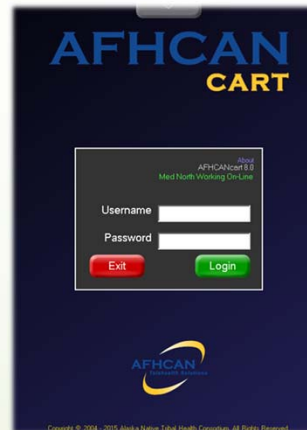 AFHCAN
CART
About
AFHCANcart 8.0
Med North Working On-Line
Username
Password
Exit
Login
AFHCAN
Telehealth Solutions
Copyright © 2004 - 2015 Alaska Native Tribal Health Consortium. All Rights Reserved